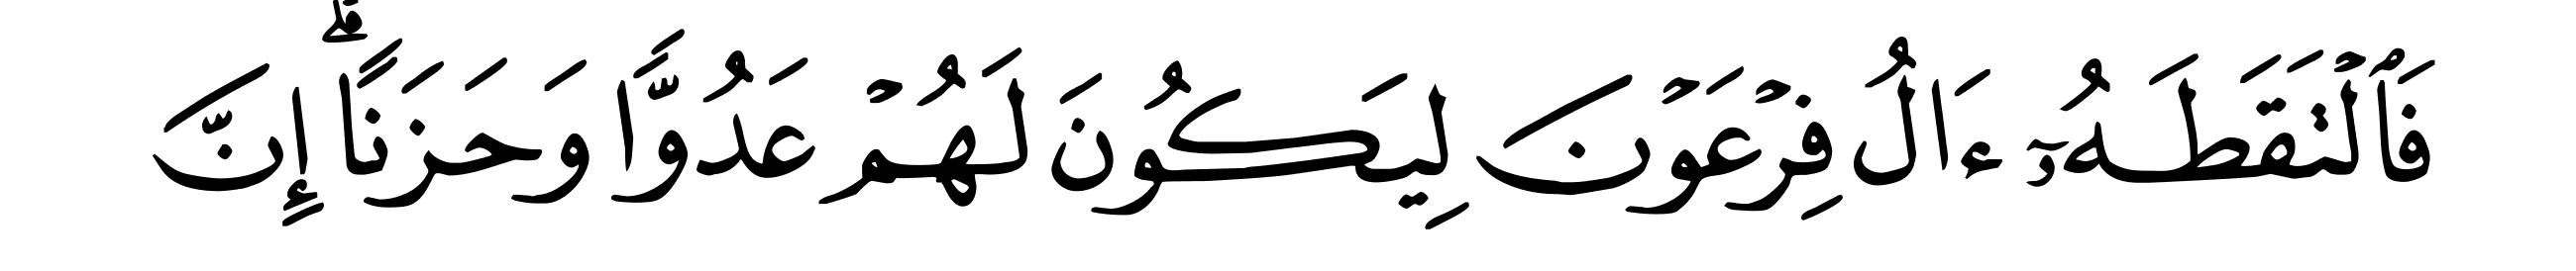 فَٱلۡتَقَطَهُۥٓ ءَالُ فِرۡعَوۡنَ لِيَكُونَ لَهُمۡ عَدُوّٗا وَحَزَنًاۗ إِنَّ